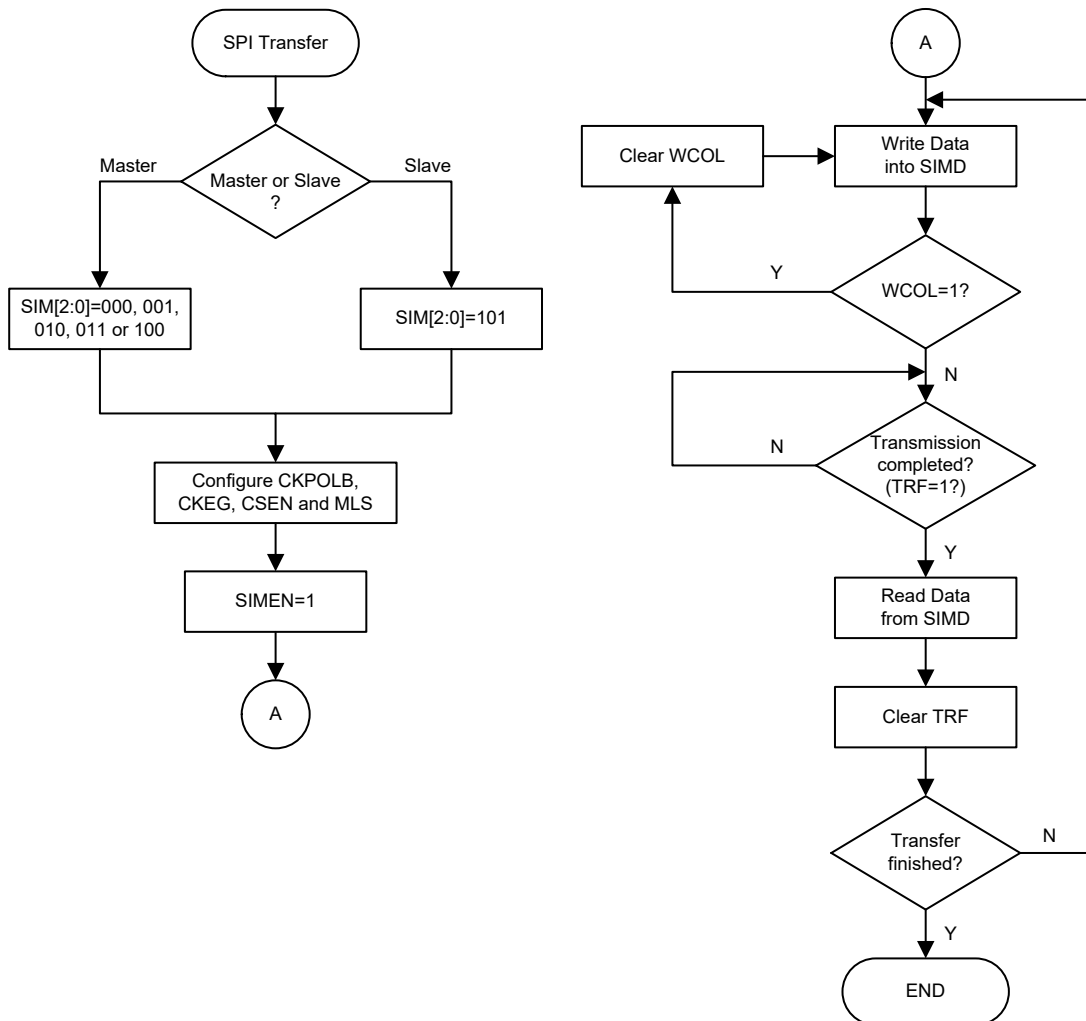 SPI Transfer
Master
Master or Slave
?
Slave
SIM[2:0]=000, 001,
010, 011 or 100
SIM[2:0]=101
Configure CKPOLB,
CKEG, CSEN and MLS
SIMEN=1
A
A
Clear WCOL
Write Data
into SIMD
Y
WCOL=1?
N
N
Transmission
completed?
(TRF=1?)
Y
Read Data
from SIMD
Clear TRF
Transfer
finished?
N
Y
END